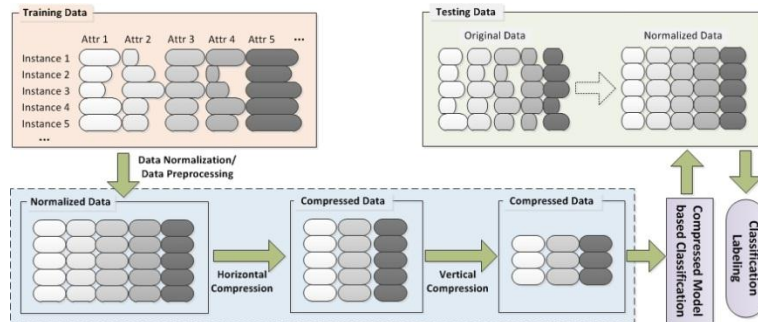 Training Data
Attr 1 Attr 2 Attr 3 Attr 4 Attr 5 ...
Instance 1
Instance 2
Instance 3
Instance 4
Instance 5
...
Testing Data
Original Data
Normalized Data
Data Normalization/
Data Preprocessing
Normalized Data
Horizontal
Compression
Compressed Data
Vertical
Compression
Compressed Data
Compressed Model
based Classification
Classification
Labeling